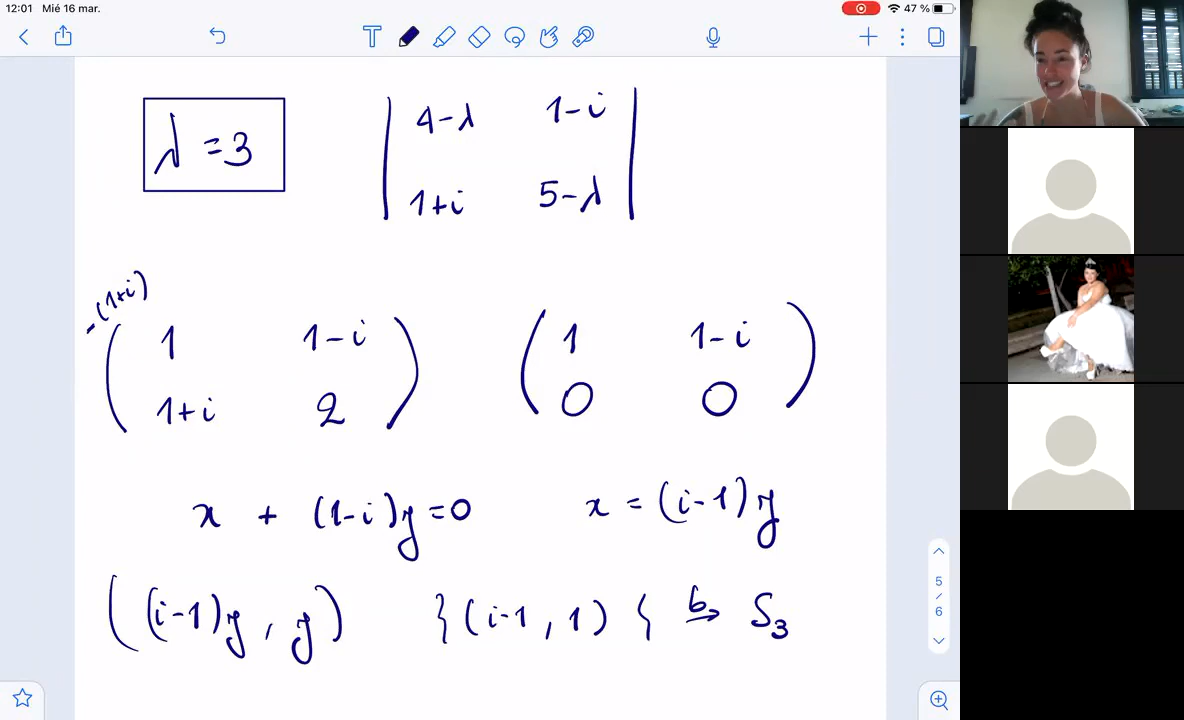 12:01 Mié 16 mar. 47 %
λ = 3
| 4-λ 1-i |
| 1+i 5-λ |
-(1+i)
( 1 1-i ) ( 1 1-i )
( 1+i 2 ) ( 0 0 )
x + (1-i)y = 0 x = (i-1)y
((i-1)y, y) }(i-1, 1){ b→ S₃
5
/
6